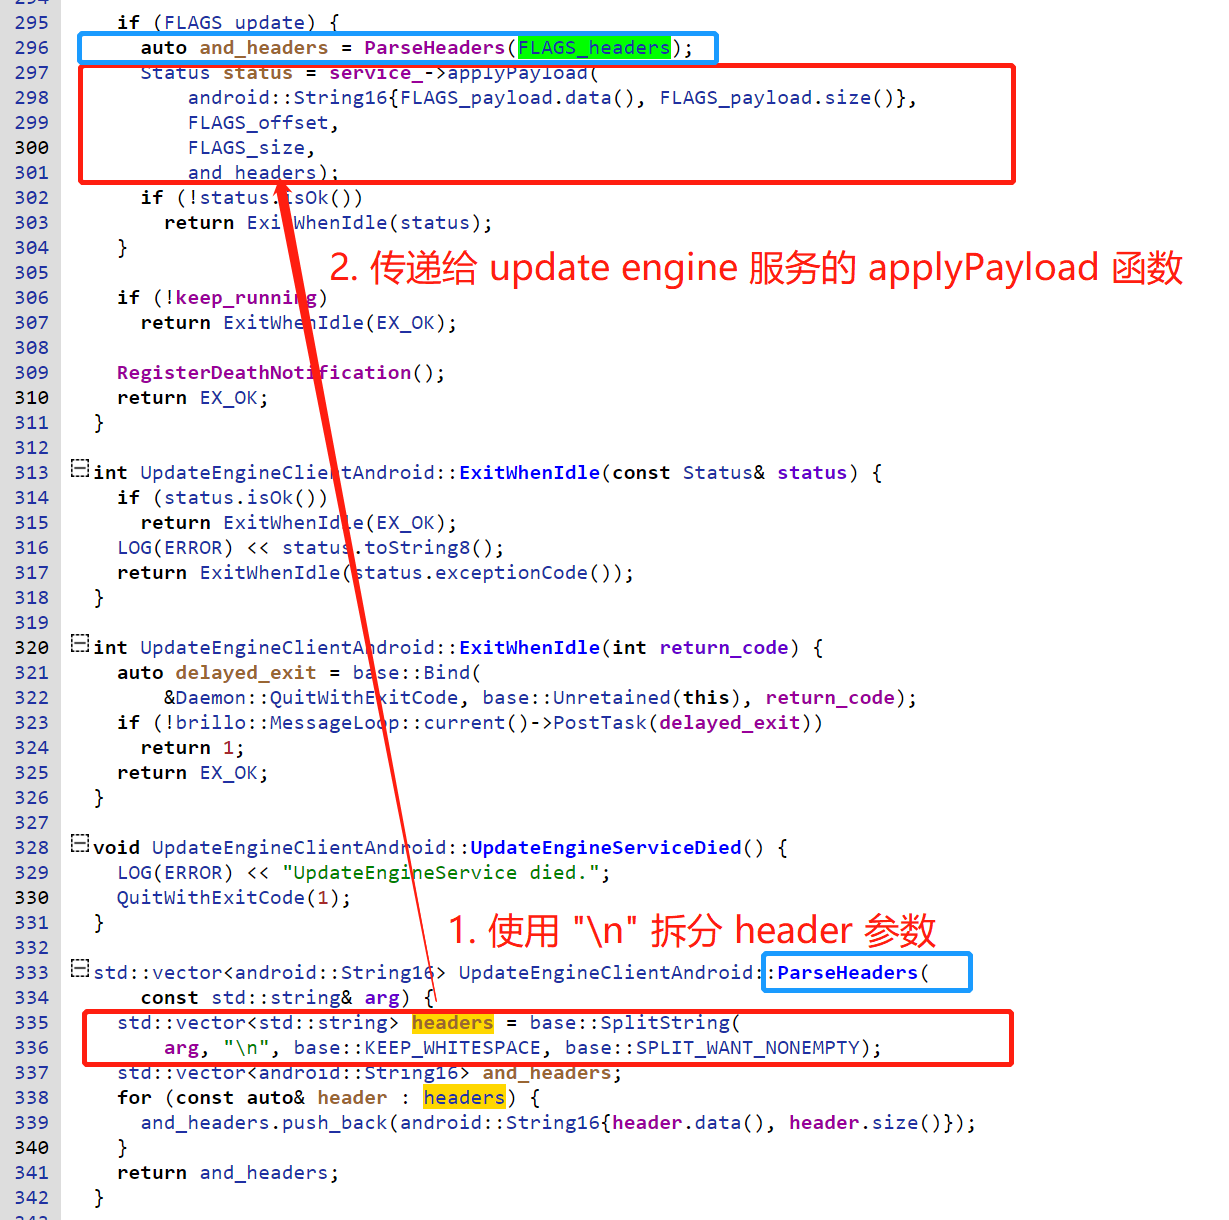 294
295 if (FLAGS_update) {
296 auto and_headers = ParseHeaders(FLAGS_headers);
297 Status status = service_->applyPayload(
298 android::String16{FLAGS_payload.data(), FLAGS_payload.size()},
299 FLAGS_offset,
300 FLAGS_size,
301 and_headers);
302 if (!status.isOk())
303 return ExitWhenIdle(status);
304 }
2. 传递给 update engine 服务的 applyPayload 函数
305
306 if (!keep_running)
307 return ExitWhenIdle(EX_OK);
308
309 RegisterDeathNotification();
310 return EX_OK;
311 }
312
313 int UpdateEngineClientAndroid::ExitWhenIdle(const Status& status) {
314 if (status.isOk())
315 return ExitWhenIdle(EX_OK);
316 LOG(ERROR) << status.toString8();
317 return ExitWhenIdle(status.exceptionCode());
318 }
319
320 int UpdateEngineClientAndroid::ExitWhenIdle(int return_code) {
321 auto delayed_exit = base::Bind(
322 &Daemon::QuitWithExitCode, base::Unretained(this), return_code);
323 if (!brillo::MessageLoop::current()->PostTask(delayed_exit))
324 return 1;
325 return EX_OK;
326 }
327
328 void UpdateEngineClientAndroid::UpdateEngineServiceDied() {
329 LOG(ERROR) << "UpdateEngineService died.";
330 QuitWithExitCode(1);
331 }
1. 使用 "\n" 拆分 header 参数
332
333 std::vector<android::String16> UpdateEngineClientAndroid::ParseHeaders(
334 const std::string& arg) {
335 std::vector<std::string> headers = base::SplitString(
336 arg, "\n", base::KEEP_WHITESPACE, base::SPLIT_WANT_NONEMPTY);
337 std::vector<android::String16> and_headers;
338 for (const auto& header : headers) {
339 and_headers.push_back(android::String16{header.data(), header.size()});
340 }
341 return and_headers;
342 }